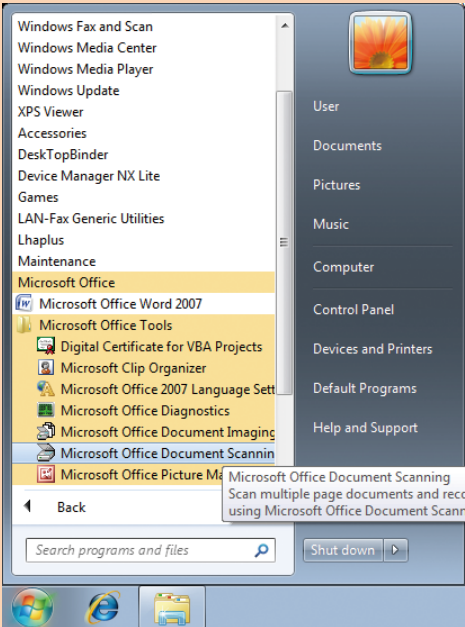 Windows Fax and Scan
Windows Media Center
Windows Media Player
Windows Update
XPS Viewer
Accessories
DeskTopBinder
Device Manager NX Lite
Games
LAN-Fax Generic Utilities
Lhaplus
Maintenance
Microsoft Office
Microsoft Office Word 2007
Microsoft Office Tools
Digital Certificate for VBA Projects
Microsoft Clip Organizer
Microsoft Office 2007 Language Sett
Microsoft Office Diagnostics
Microsoft Office Document Imaging
Microsoft Office Document Scannin
Microsoft Office Picture Ma
Back
Search programs and files
User
Documents
Pictures
Music
Computer
Control Panel
Devices and Printers
Default Programs
Help and Support
Microsoft Office Document Scanning
Scan multiple page documents and reco
using Microsoft Office Document Scann
Shut down